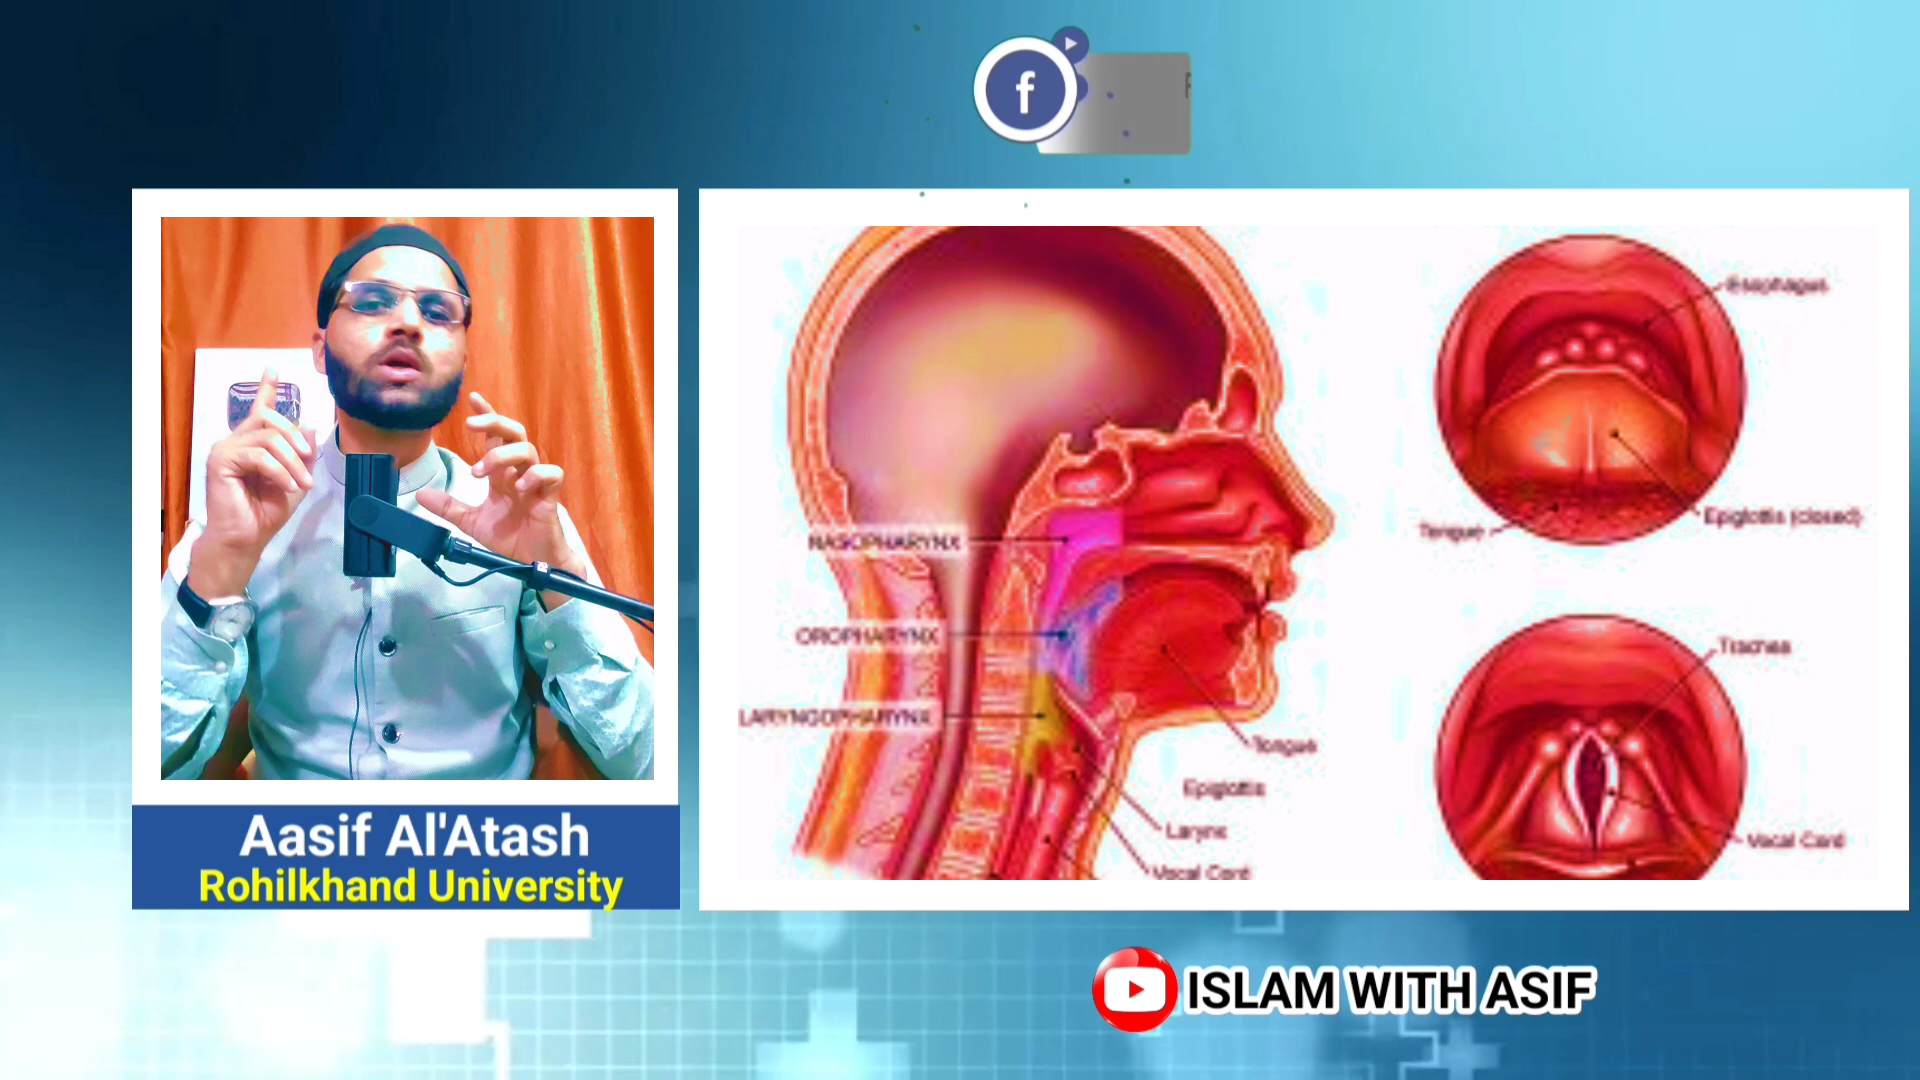 f
Aasif Al'Atash
Rohilkhand University
NASOPHARYNX
OROPHARYNX
LARYNGOPHARYNX
Tongue
Epiglottis
Larynx
Vocal Cord
Esophagus
Epiglottis (closed)
Tongue
Trachea
Vocal Cord
ISLAM WITH ASIF